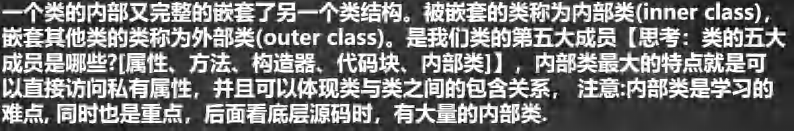 一个类的内部又完整的嵌套了另一个类结构。被嵌套的类称为内部类(inner class),
嵌套其他类的类称为外部类(outer class)。是我们类的第五大成员【思考：类的五大
成员是哪些?[属性、方法、构造器、代码块、内部类]】，内部类最大的特点就是可
以直接访问私有属性，并且可以体现类与类之间的包含关系， 注意:内部类是学习的
难点, 同时也是重点，后面看底层源码时，有大量的内部类.